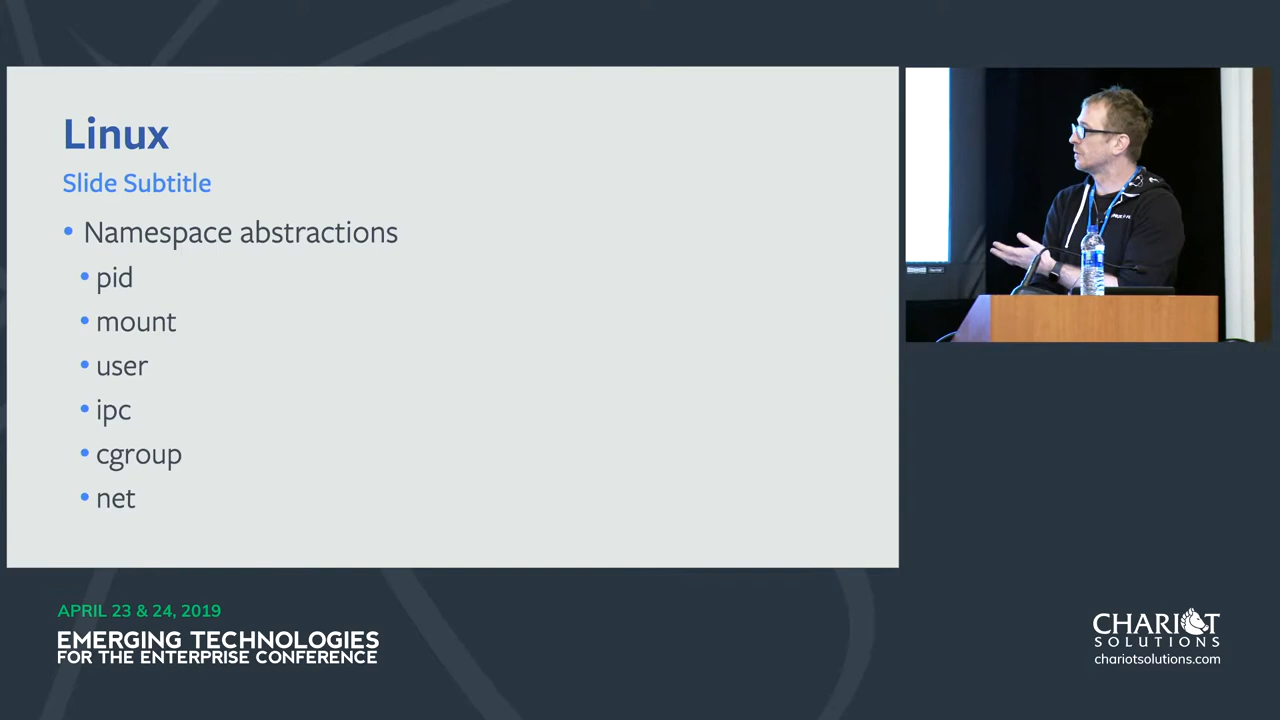 Linux
Slide Subtitle
• Namespace abstractions
• pid
• mount
• user
• ipc
• cgroup
• net
APRIL 23 & 24, 2019
EMERGING TECHNOLOGIES
FOR THE ENTERPRISE CONFERENCE
CHARIOT
SOLUTIONS
chariotsolutions.com